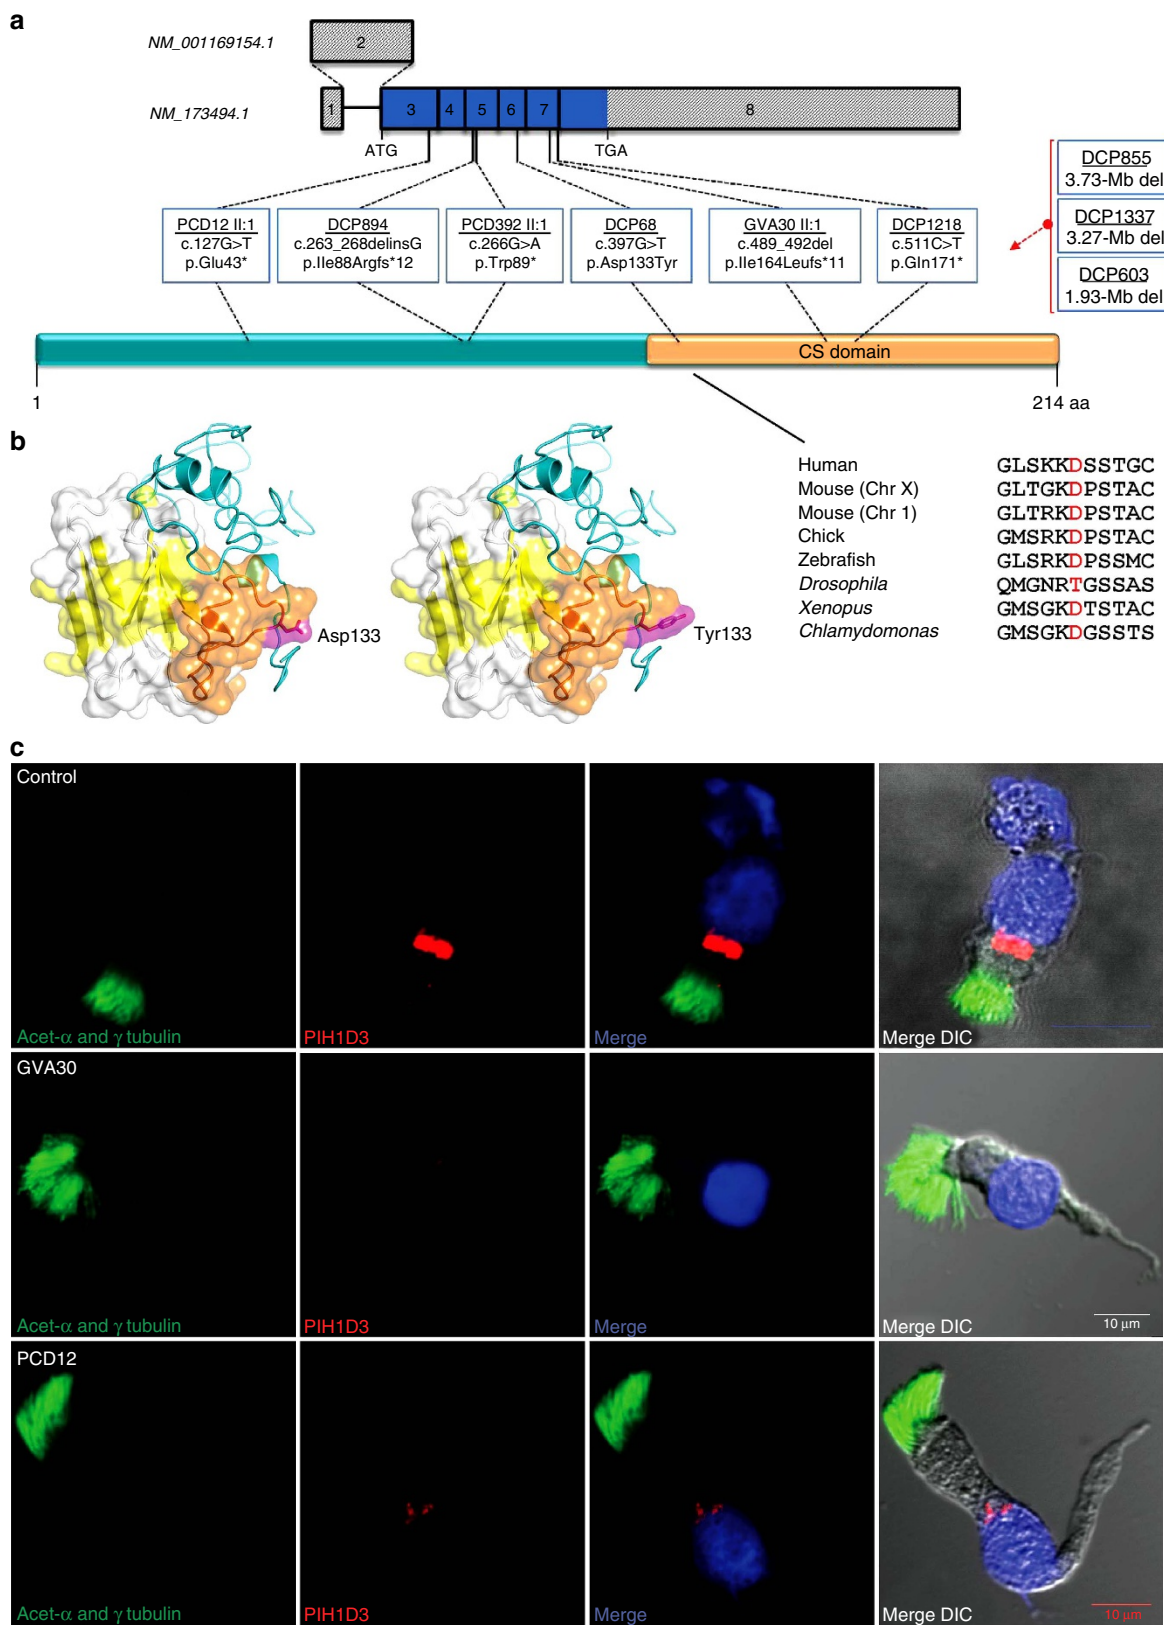 a
NM_001169154.1
2
NM_173494.1
1
3
4
5
6
7
8
ATG
TGA
PCD12 II:1
c.127G>T
p.Glu43*
DCP894
c.263_268delinsG
p.Ile88Argfs*12
PCD392 II:1
c.266G>A
p.Trp89*
DCP68
c.397G>T
p.Asp133Tyr
GVA30 II:1
c.489_492del
p.Ile164Leufs*11
DCP1218
c.511C>T
p.Gln171*
DCP855
3.73-Mb del
DCP1337
3.27-Mb del
DCP603
1.93-Mb del
CS domain
1
214 aa
b
Asp133
Tyr133
Human GLSKKDSSTGC
Mouse (Chr X) GLTGKDPSTAC
Mouse (Chr 1) GLTRKDPSTAC
Chick GMSRKDPSTAC
Zebrafish GLSRKDPSSMC
Drosophila QMGNRTGSSAS
Xenopus GMSGKDTSTAC
Chlamydomonas GMSGKDGSSTS
c
Control
Acet-α and γ tubulin
PIH1D3
Merge
Merge DIC
GVA30
Acet-α and γ tubulin
PIH1D3
Merge
Merge DIC
10 μm
PCD12
Acet-α and γ tubulin
PIH1D3
Merge
Merge DIC
10 μm